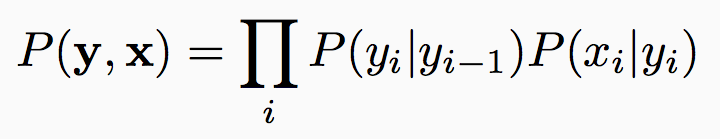 P(y, x) = ∏_i P(y_i|y_{i−1})P(x_i|y_i)